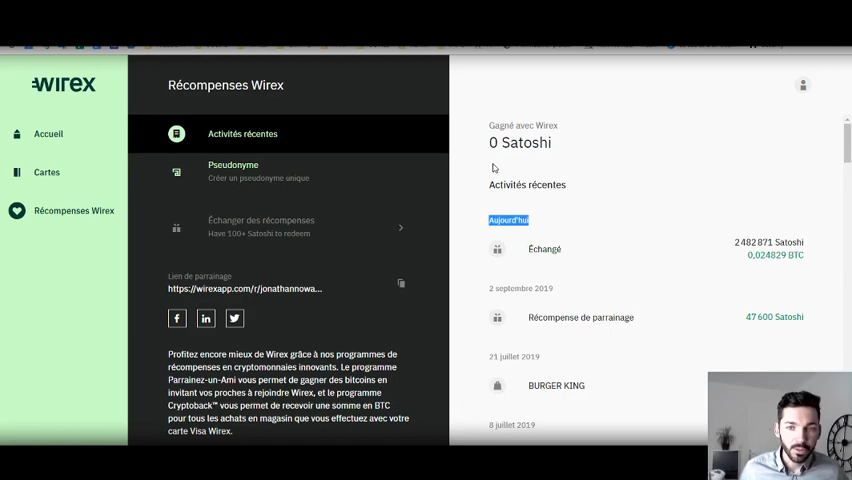 wirex
Accueil
Cartes
Récompenses Wirex
Récompenses Wirex
Activités récentes
Pseudonyme
Créer un pseudonyme unique
Échanger des récompenses
Have 100+ Satoshi to redeem
Lien de parrainage
https://wirexapp.com/r/jonathannowa...
Profitez encore mieux de Wirex grâce à nos programmes de
récompenses en cryptomonnaies innovants. Le programme
Parrainez-un-Ami vous permet de gagner des bitcoins en
invitant vos proches à rejoindre Wirex, et le programme
Cryptoback™ vous permet de recevoir une somme en BTC
pour tous les achats en magasin que vous effectuez avec votre
carte Visa Wirex.
Gagné avec Wirex
0 Satoshi
Activités récentes
Aujourd'hui
Échangé
2 482 871 Satoshi
0,024829 BTC
2 septembre 2019
Récompense de parrainage
47 600 Satoshi
21 juillet 2019
BURGER KING
8 juillet 2019